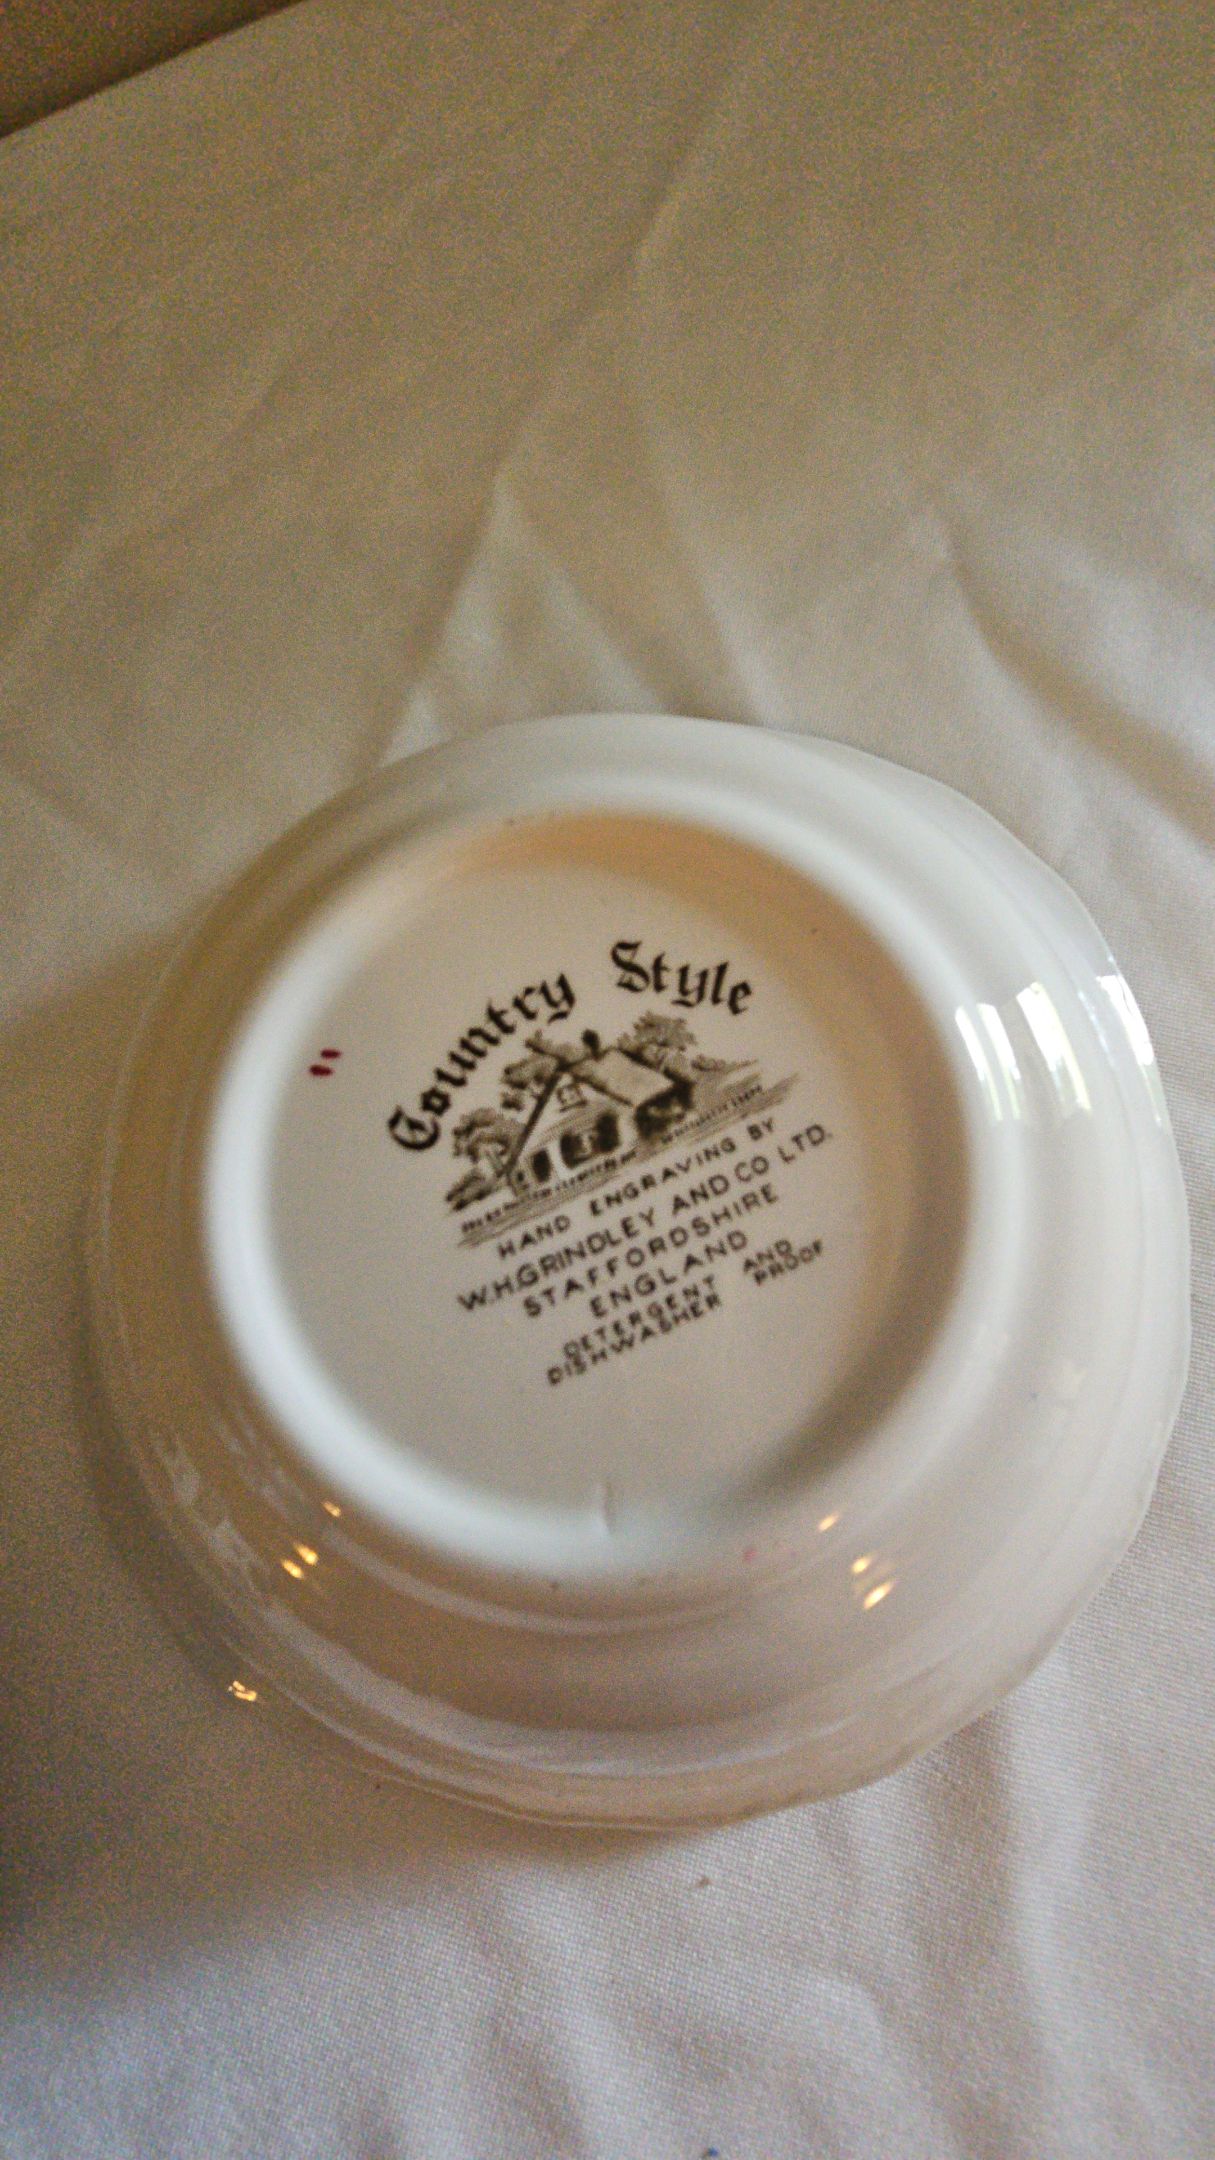 Country Style
HAND ENGRAVING BY
W.H.GRINDLEY AND CO LTD.
STAFFORDSHIRE
ENGLAND
DETERGENT AND
DISHWASHER PROOF